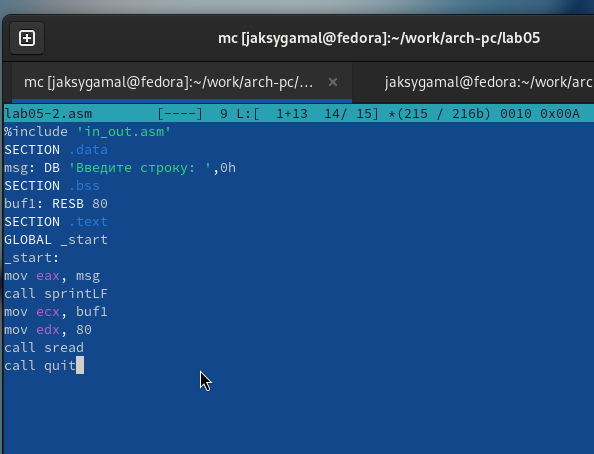 mc [jaksygamal@fedora]:~/work/arch-pc/lab05
mc [jaksygamal@fedora]:~/work/arch-pc/... ×
jaksygamal@fedora:~/work/arc
lab05-2.asm [----] 9 L:[ 1+13 14/ 15] *(215 / 216b) 0010 0x00A
%include 'in_out.asm'
SECTION .data
msg: DB 'Введите строку: ',0h
SECTION .bss
buf1: RESB 80
SECTION .text
GLOBAL _start
_start:
mov eax, msg
call sprintLF
mov ecx, buf1
mov edx, 80
call sread
call quit